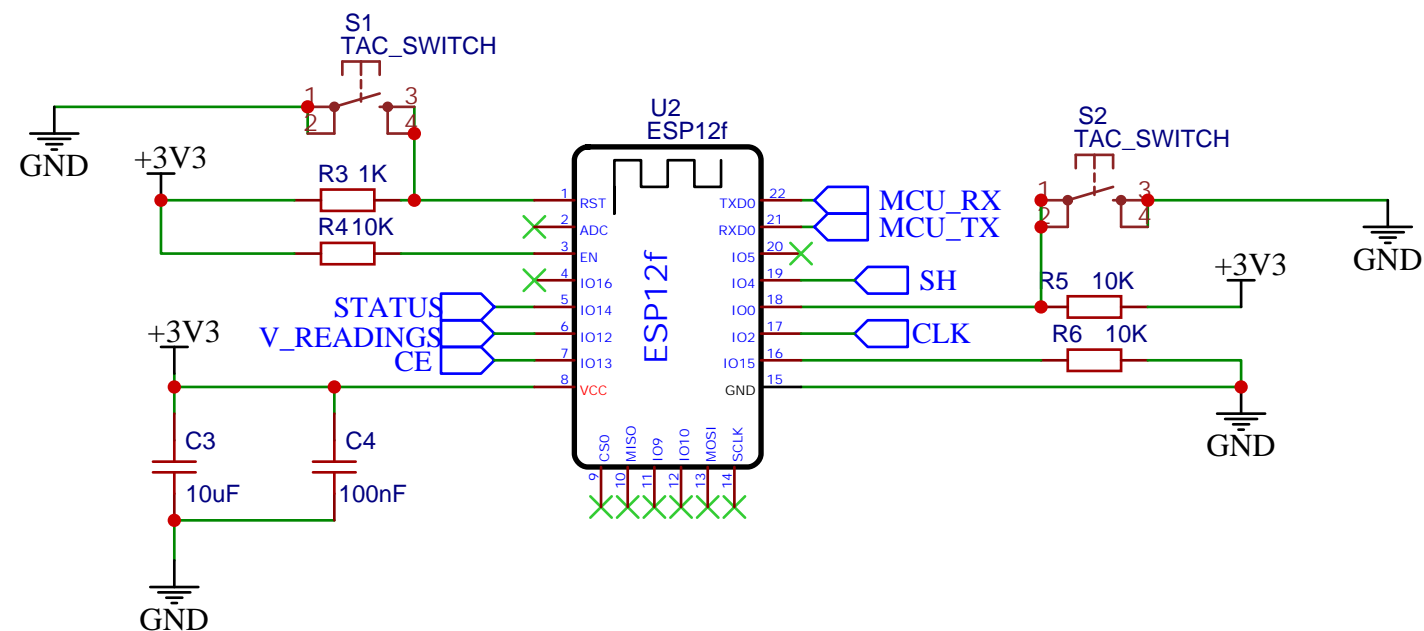 S1
TAC_SWITCH
1
2
3
4
GND
+3V3
R3 1K
R4 10K
U2
ESP12f
ESP12f
1 RST
2 ADC
3 EN
4 IO16
5 IO14
6 IO12
7 IO13
8 VCC
STATUS
V_READINGS
CE
9 CS0
10 MISO
11 IO9
12 IO10
13 MOSI
14 SCLK
TXD0 22
RXD0 21
IO5 20
IO4 19
IO0 18
IO2 17
IO15 16
GND 15
MCU_RX
MCU_TX
SH
CLK
S2
TAC_SWITCH
1
2
3
4
GND
+3V3
R5 10K
R6 10K
GND
+3V3
C3
10uF
C4
100nF
GND